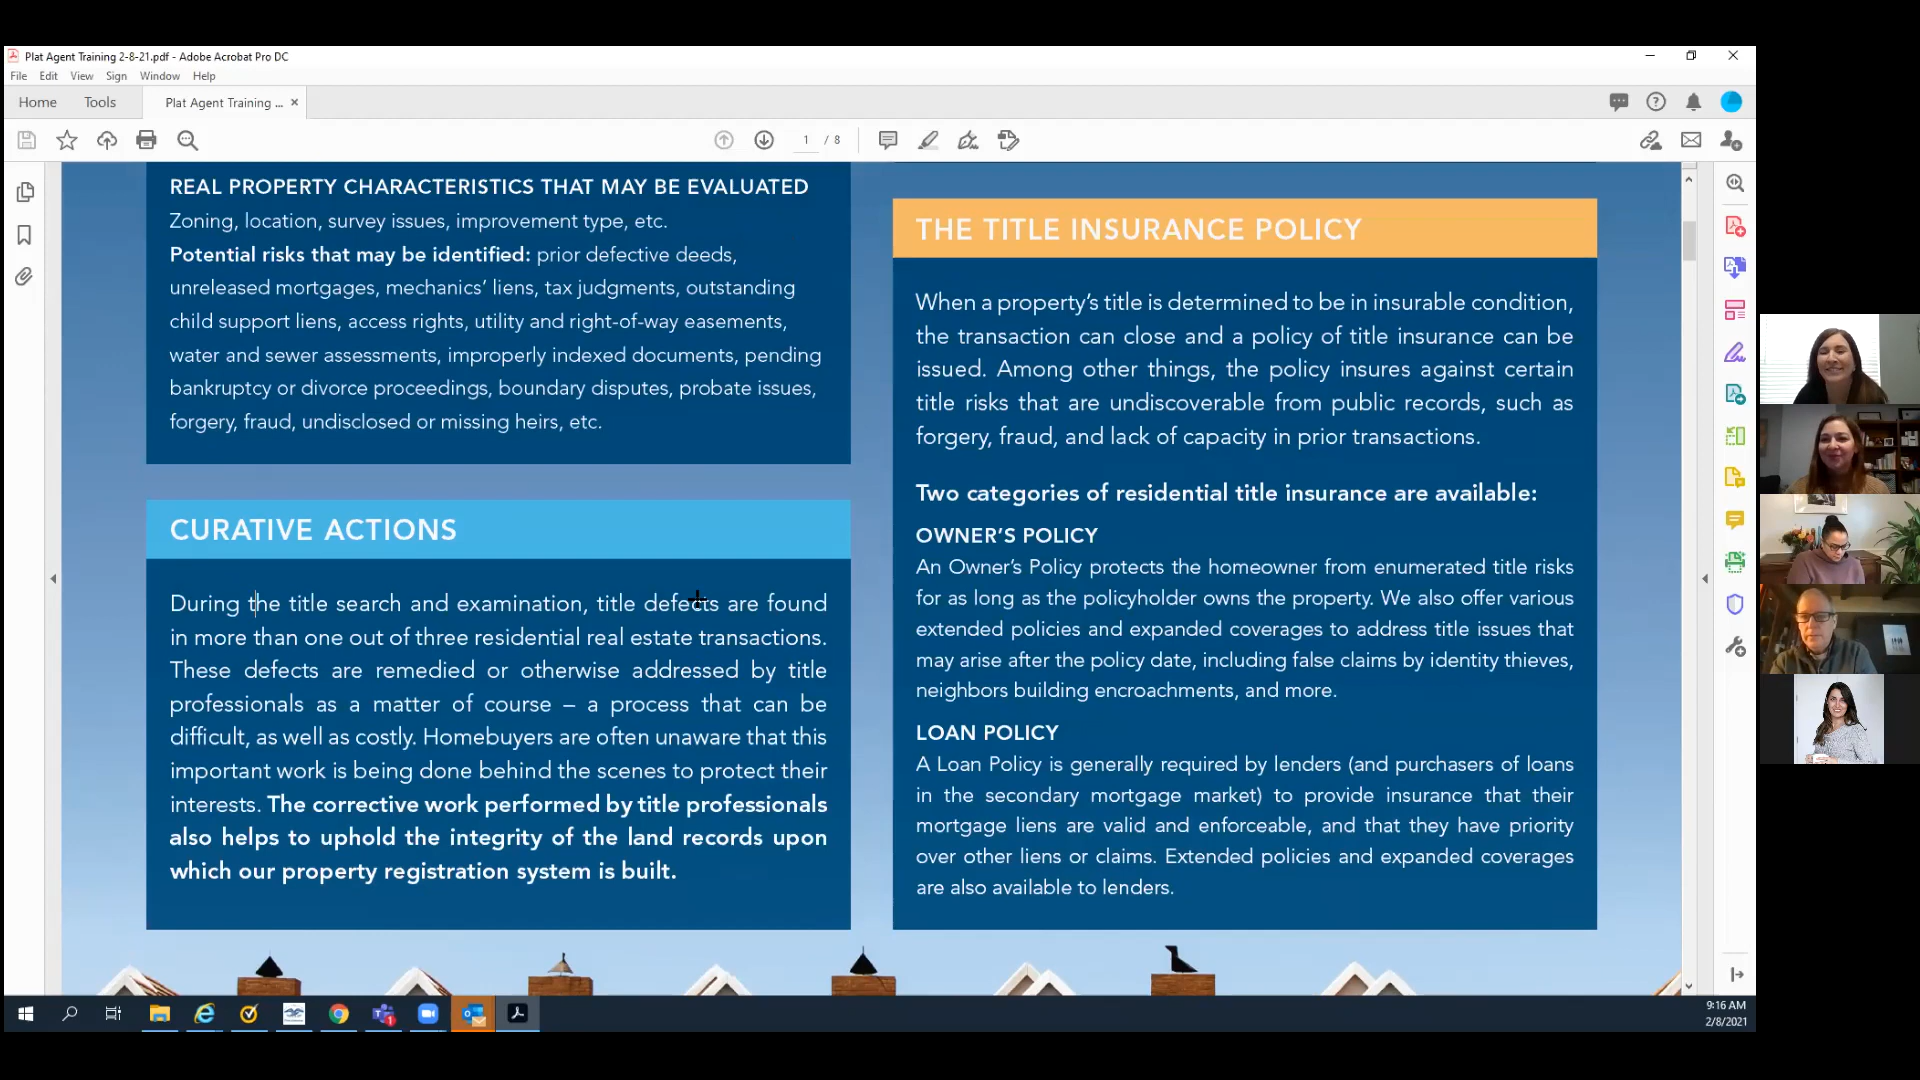 Plat Agent Training 2-8-21.pdf - Adobe Acrobat Pro DC
File Edit View Sign Window Help
Home Tools Plat Agent Training ... ×
1 / 8
REAL PROPERTY CHARACTERISTICS THAT MAY BE EVALUATED
Zoning, location, survey issues, improvement type, etc.
Potential risks that may be identified: prior defective deeds,
unreleased mortgages, mechanics’ liens, tax judgments, outstanding
child support liens, access rights, utility and right-of-way easements,
water and sewer assessments, improperly indexed documents, pending
bankruptcy or divorce proceedings, boundary disputes, probate issues,
forgery, fraud, undisclosed or missing heirs, etc.
CURATIVE ACTIONS
During the title search and examination, title defects are found
in more than one out of three residential real estate transactions.
These defects are remedied or otherwise addressed by title
professionals as a matter of course – a process that can be
difficult, as well as costly. Homebuyers are often unaware that this
important work is being done behind the scenes to protect their
interests. The corrective work performed by title professionals
also helps to uphold the integrity of the land records upon
which our property registration system is built.
THE TITLE INSURANCE POLICY
When a property’s title is determined to be in insurable condition,
the transaction can close and a policy of title insurance can be
issued. Among other things, the policy insures against certain
title risks that are undiscoverable from public records, such as
forgery, fraud, and lack of capacity in prior transactions.
Two categories of residential title insurance are available:
OWNER’S POLICY
An Owner’s Policy protects the homeowner from enumerated title risks
for as long as the policyholder owns the property. We also offer various
extended policies and expanded coverages to address title issues that
may arise after the policy date, including false claims by identity thieves,
neighbors building encroachments, and more.
LOAN POLICY
A Loan Policy is generally required by lenders (and purchasers of loans
in the secondary mortgage market) to provide insurance that their
mortgage liens are valid and enforceable, and that they have priority
over other liens or claims. Extended policies and expanded coverages
are also available to lenders.
9:16 AM
2/8/2021